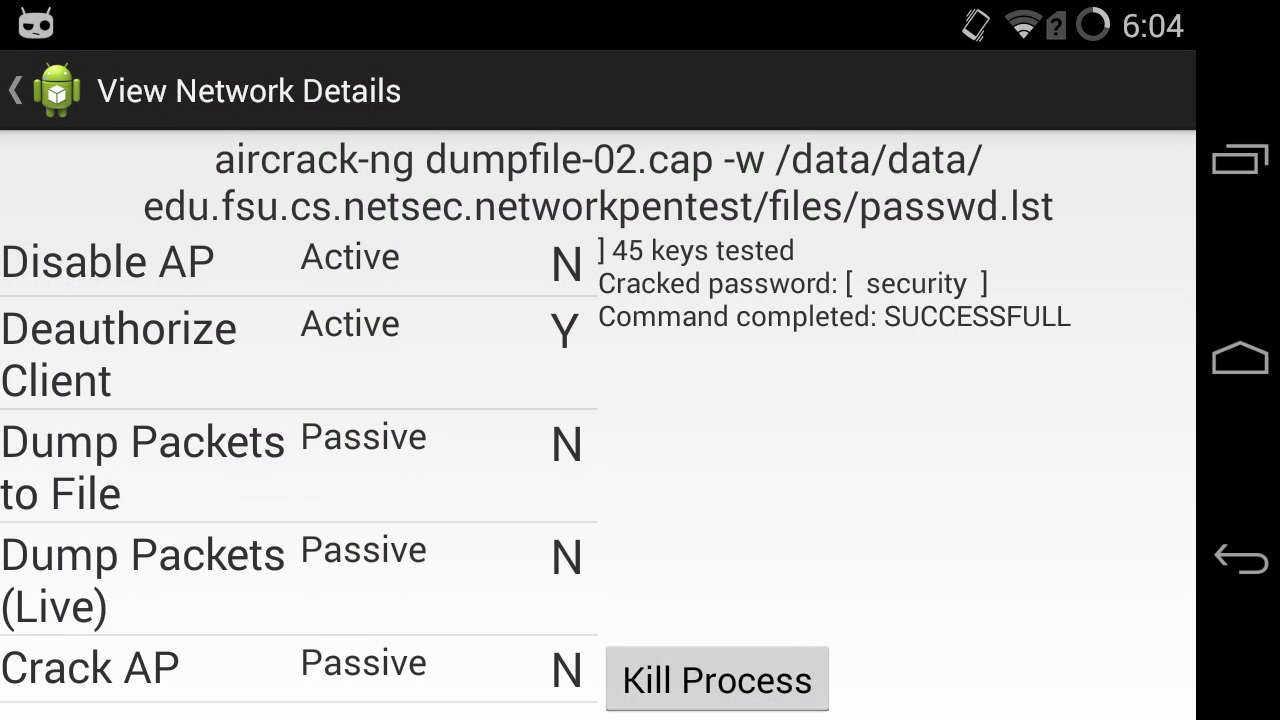 6:04
View Network Details
aircrack-ng dumpfile-02.cap -w /data/data/
edu.fsu.cs.netsec.networkpentest/files/passwd.lst
Disable AP Active N
Deauthorize Client Active Y
Dump Packets to File Passive N
Dump Packets (Live) Passive N
Crack AP Passive N
] 45 keys tested
Cracked password: [ security ]
Command completed: SUCCESSFULL
Kill Process